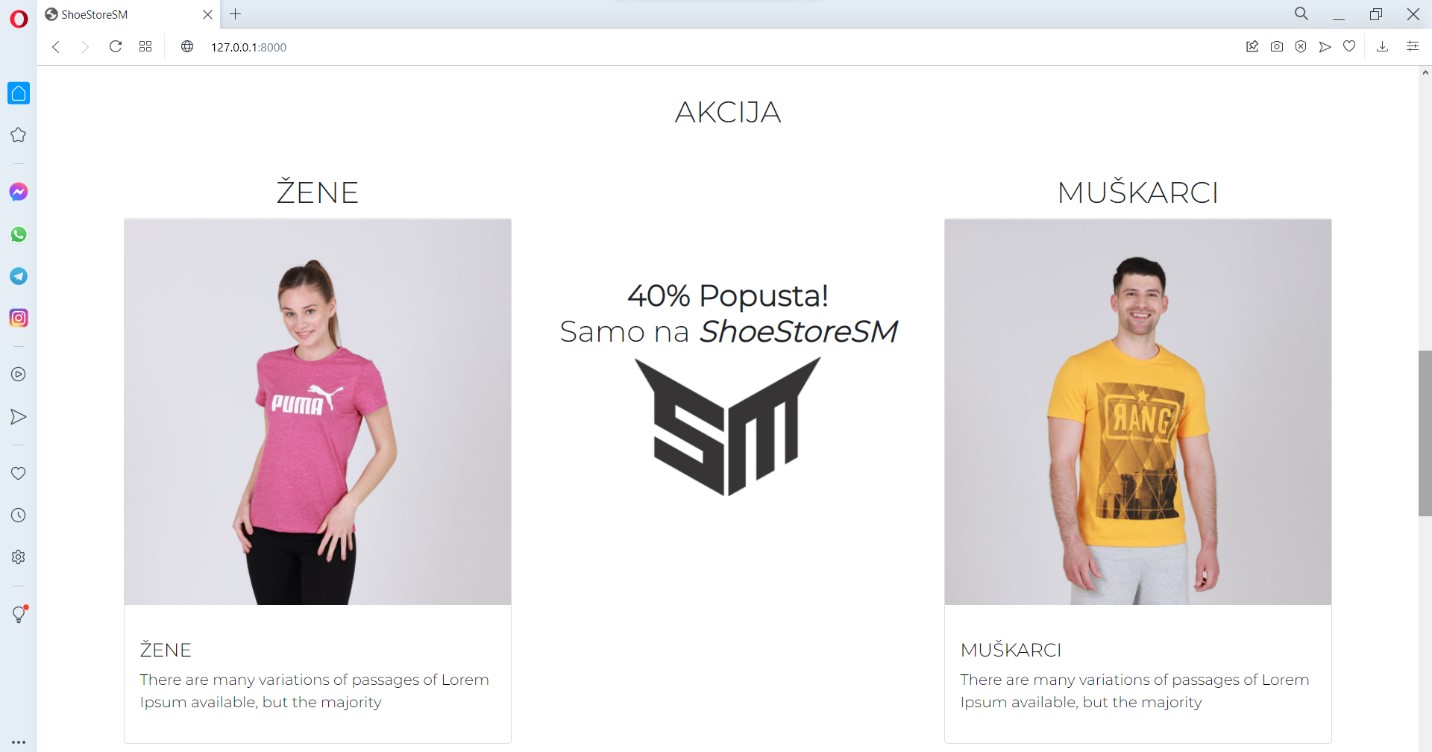 ShoeStoreSM
127.0.0.1:8000
AKCIJA
ŽENE
MUŠKARCI
40% Popusta!
Samo na ShoeStoreSM
SM
PUMA
ЯANG
ŽENE
There are many variations of passages of Lorem
Ipsum available, but the majority
MUŠKARCI
There are many variations of passages of Lorem
Ipsum available, but the majority